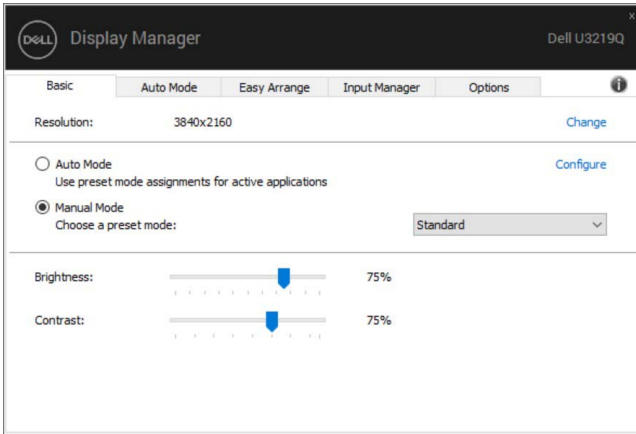 DELL
Display Manager
Dell U3219Q
x
Basic
Auto Mode
Easy Arrange
Input Manager
Options
i
Resolution:
3840x2160
Change
Auto Mode
Configure
Use preset mode assignments for active applications
Manual Mode
Choose a preset mode:
Standard
Brightness:
75%
Contrast:
75%